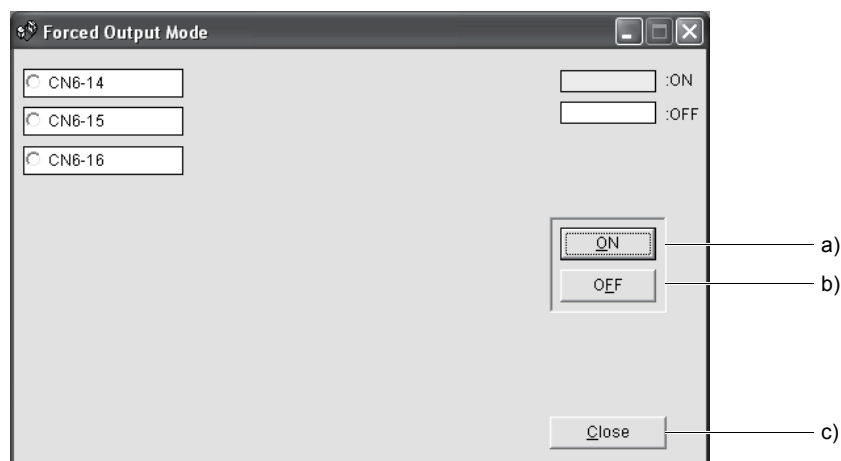 Forced Output Mode
CN6-14
CN6-15
CN6-16
:ON
:OFF
ON
OFF
Close
a)
b)
c)